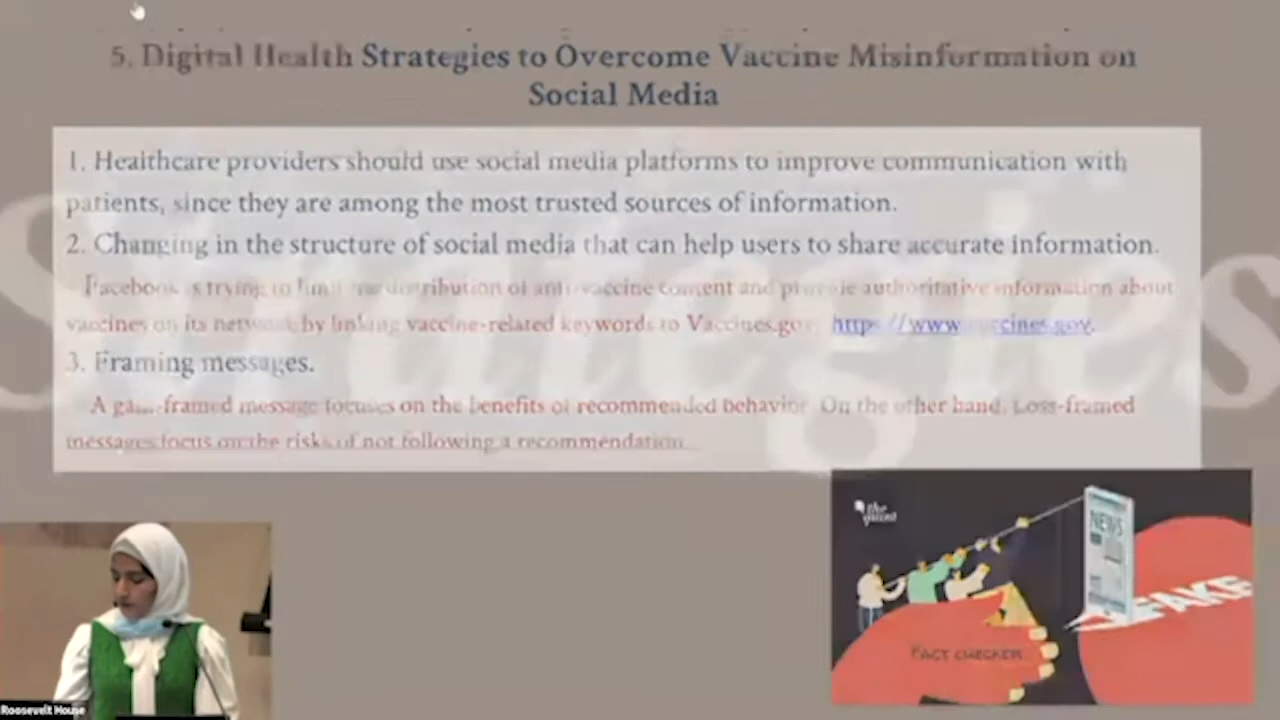 5. Digital Health Strategies to Overcome Vaccine Misinformation on
Social Media
1. Healthcare providers should use social media platforms to improve communication with
patients, since they are among the most trusted sources of information.
2. Changing in the structure of social media that can help users to share accurate information.
Facebook is trying to limit the distribution of anti-vaccine content and provide authoritative information about
vaccines on its network by linking vaccine-related keywords to Vaccines.gov https://www.vaccines.gov.
3. Framing messages.
A gain-framed message focuses on the benefits of recommended behavior. On the other hand, Loss-framed
messages focus on the risks of not following a recommendation.
the quint
NEWS
FAKE
FACT CHECKER
Roosevelt House